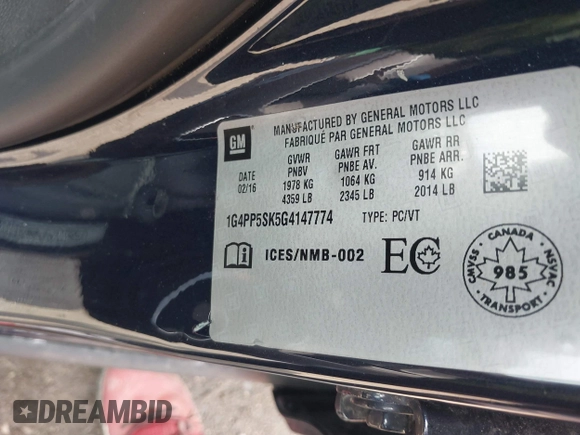 GM
MANUFACTURED BY GENERAL MOTORS LLC
FABRIQUÉ PAR GENERAL MOTORS LLC
DATE
02/16
GVWR
PNBV
1978 KG
4359 LB
GAWR FRT
PNBE AV.
1064 KG
2345 LB
GAWR RR
PNBE ARR.
914 KG
2014 LB
1G4PP5SK5G4147774
TYPE: PC/VT
ICES/NMB-002
EC
CANADA
CMVSS
985
NSVAC
TRANSPORT
DREAMBID